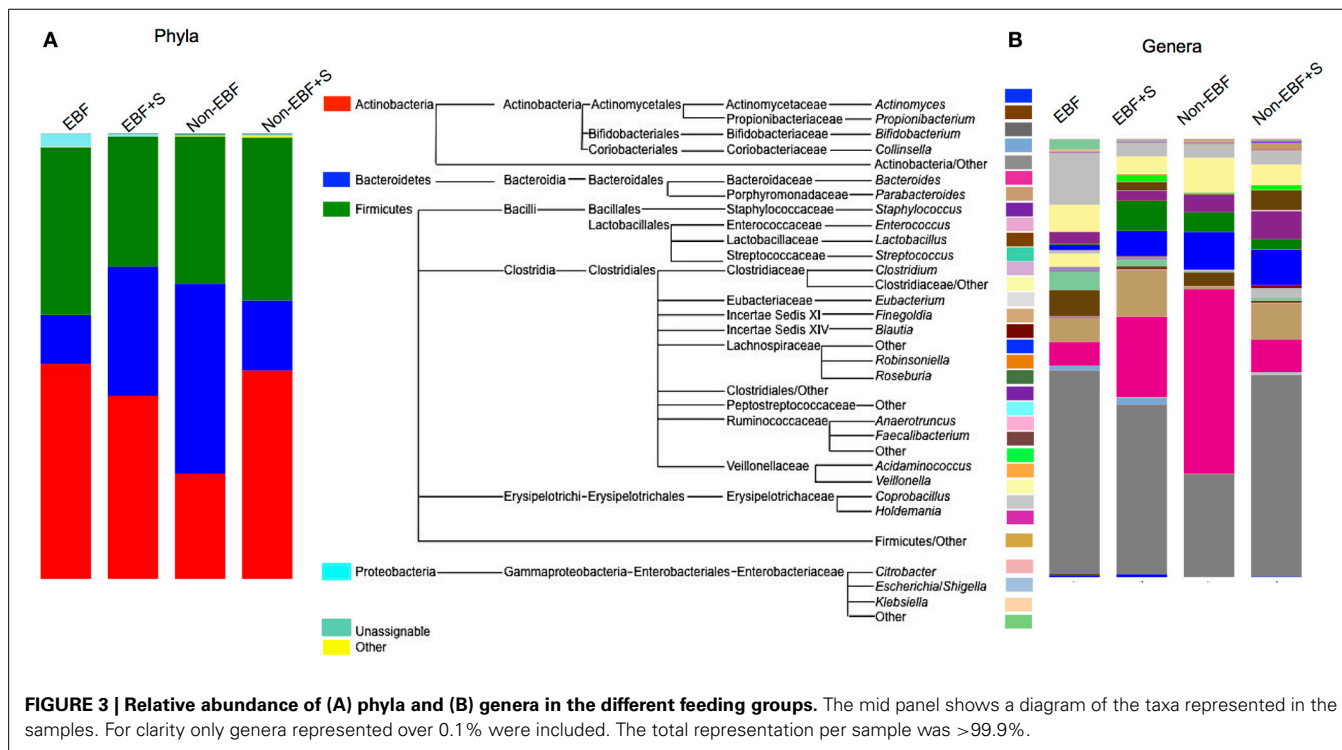 A
Phyla
EBF
EBF+S
Non-EBF
Non-EBF+S
Actinobacteria Actinobacteria Actinomycetales Actinomycetaceae Actinomyces
Propionibacteriaceae Propionibacterium
Bifidobacteriales Bifidobacteriaceae Bifidobacterium
Coriobacteriales Coriobacteriaceae Collinsella
Actinobacteria/Other
Bacteroidetes Bacteroidia Bacteroidales Bacteroidaceae Bacteroides
Porphyromonadaceae Parabacteroides
Firmicutes Bacilli Bacillales Staphylococcaceae Staphylococcus
Lactobacillales Enterococcaceae Enterococcus
Lactobacillaceae Lactobacillus
Streptococcaceae Streptococcus
Clostridia Clostridiales Clostridiaceae Clostridium
Clostridiaceae/Other
Eubacteriaceae Eubacterium
Incertae Sedis XI Finegoldia
Incertae Sedis XIV Blautia
Lachnospiraceae Other
Robinsoniella
Roseburia
Clostridiales/Other
Peptostreptococcaceae Other
Ruminococcaceae Anaerotruncus
Faecalibacterium
Other
Veillonellaceae Acidaminococcus
Veillonella
Erysipelotrichi Erysipelotrichales Erysipelotrichaceae Coprobacillus
Holdemania
Firmicutes/Other
Proteobacteria Gammaproteobacteria Enterobacteriales Enterobacteriaceae Citrobacter
Escherichia/Shigella
Klebsiella
Other
Unassignable
Other
B
Genera
EBF
EBF+S
Non-EBF
Non-EBF+S
FIGURE 3 | Relative abundance of (A) phyla and (B) genera in the different feeding groups. The mid panel shows a diagram of the taxa represented in the
samples. For clarity only genera represented over 0.1% were included. The total representation per sample was >99.9%.